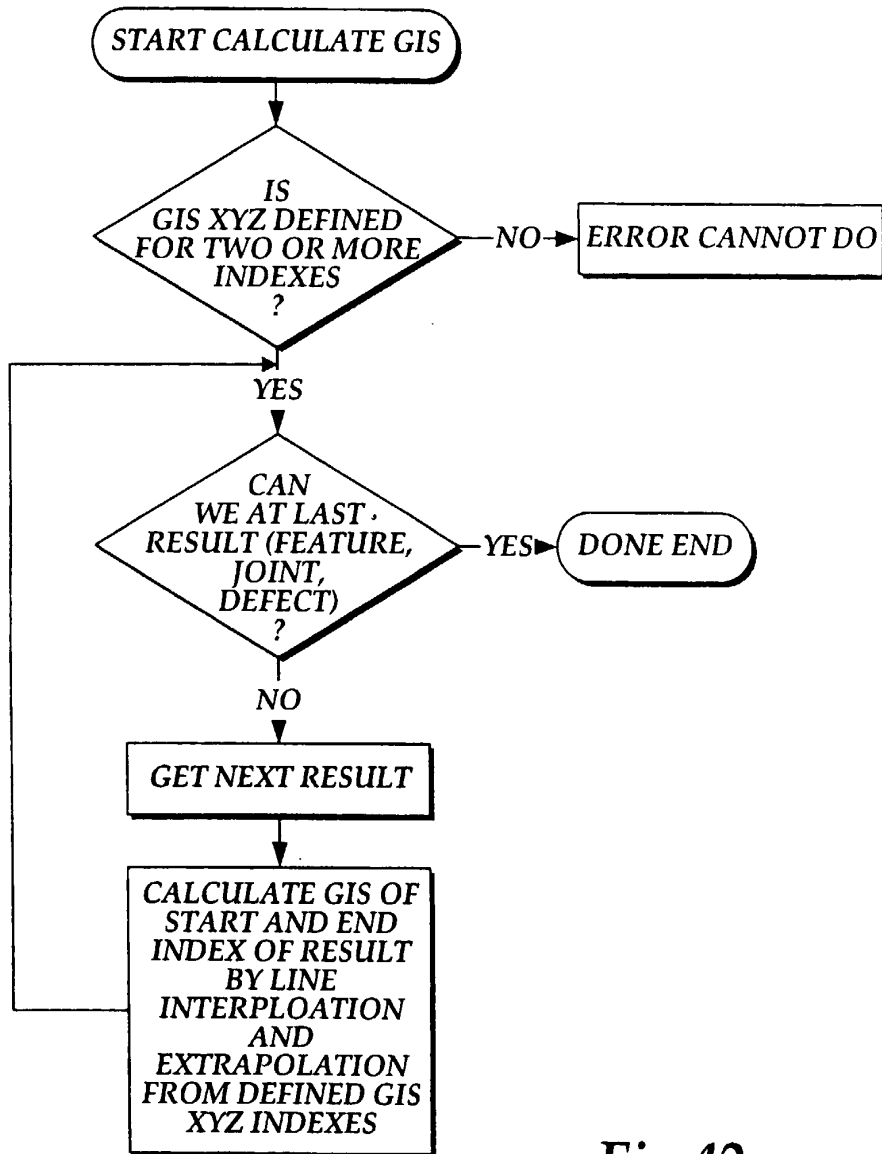 START CALCULATE GIS
IS
GIS XYZ DEFINED
FOR TWO OR MORE
INDEXES
?
NO
ERROR CANNOT DO
YES
CAN
WE AT LAST
RESULT (FEATURE,
JOINT,
DEFECT)
?
YES
DONE END
NO
GET NEXT RESULT
CALCULATE GIS OF
START AND END
INDEX OF RESULT
BY LINE
INTERPLOATION
AND
EXTRAPOLATION
FROM DEFINED GIS
XYZ INDEXES